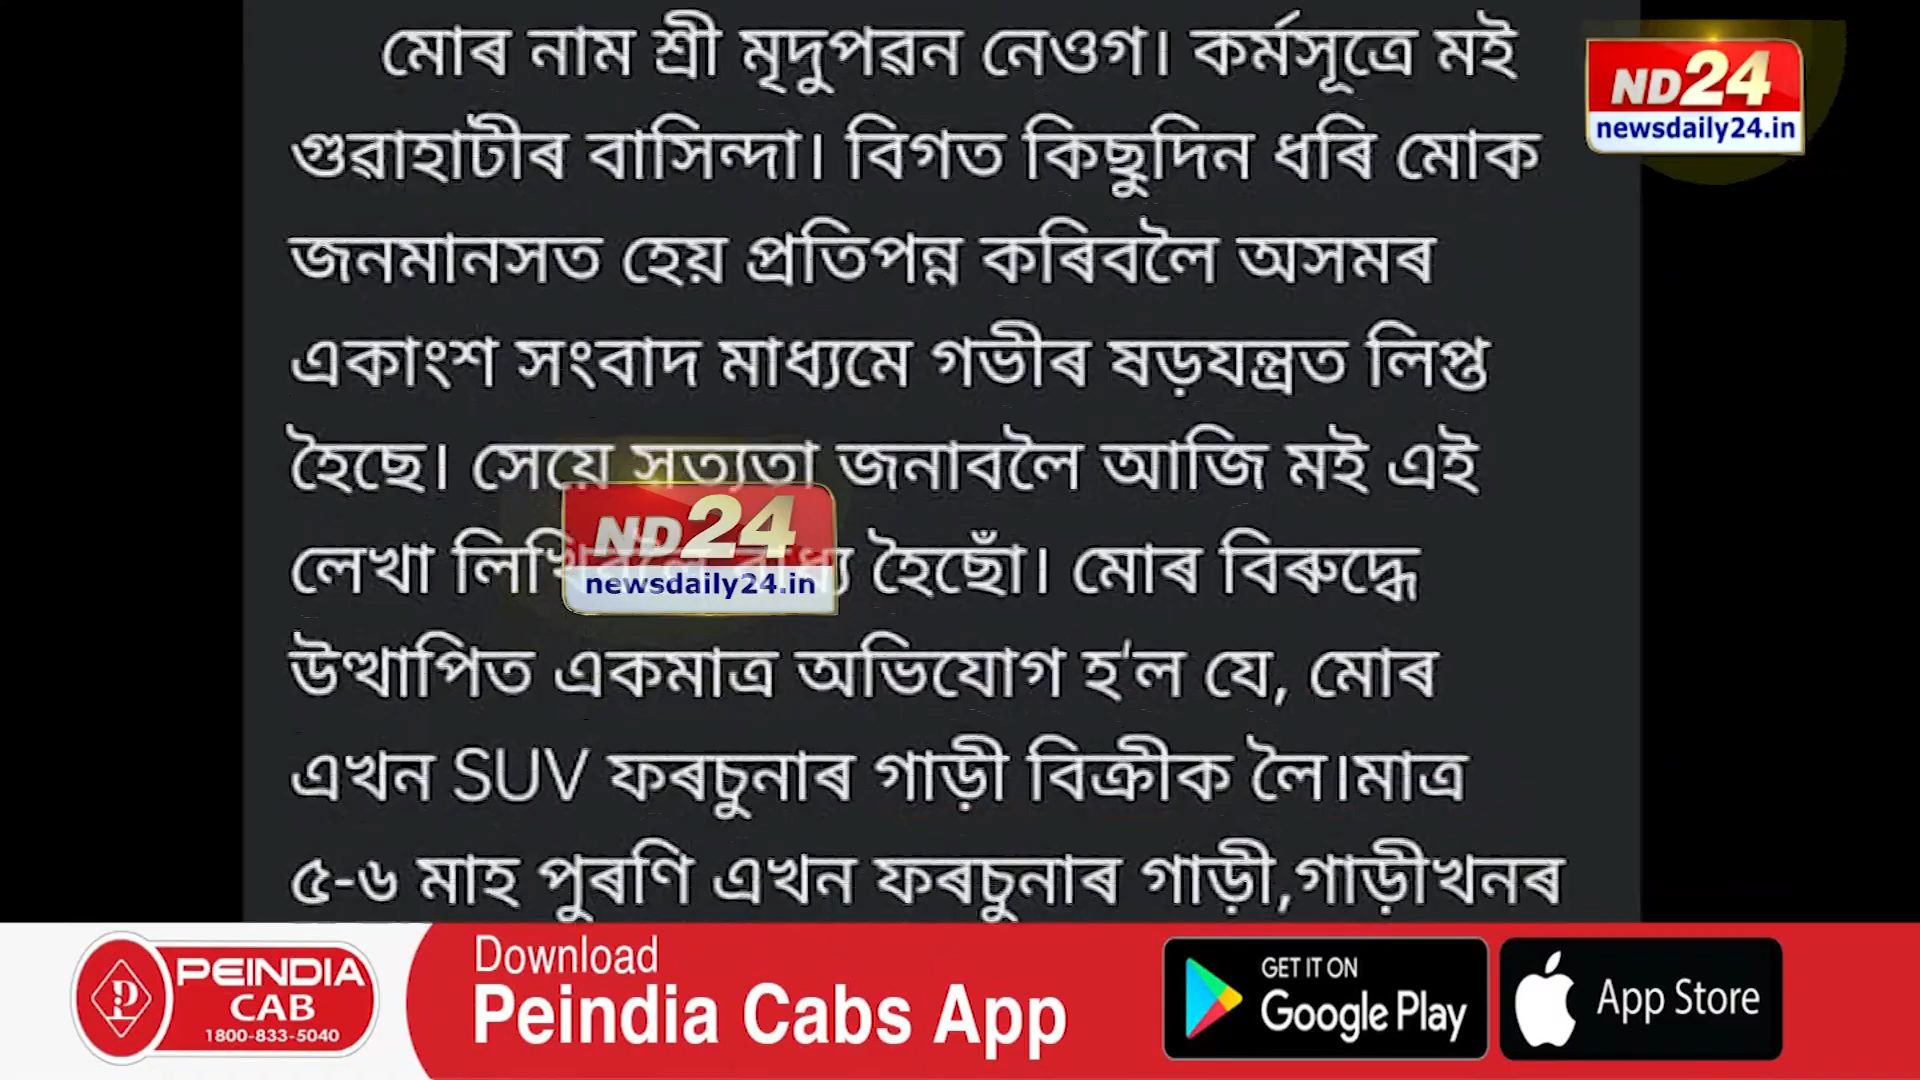 মোৰ নাম শ্ৰী মৃদুপৱন নেওগ। কৰ্মসূত্ৰে মই
গুৱাহাটীৰ বাসিন্দা। বিগত কিছুদিন ধৰি মোক
জনমানসত হেয় প্ৰতিপন্ন কৰিবলৈ অসমৰ
একাংশ সংবাদ মাধ্যমে গভীৰ ষড়যন্ত্ৰত লিপ্ত
হৈছে। সেয়ে সত্যতা জনাবলৈ আজি মই এই
লেখা লিখিবলৈ বাধ্য হৈছোঁ। মোৰ বিৰুদ্ধে
উত্থাপিত একমাত্ৰ অভিযোগ হ'ল যে, মোৰ
এখন SUV ফৰচুনাৰ গাড়ী বিক্ৰীক লৈ।মাত্ৰ
৫-৬ মাহ পুৰণি এখন ফৰচুনাৰ গাড়ী,গাড়ীখনৰ
ND24
newsdaily24.in
ND24
newsdaily24.in
PEINDIA
CAB
1800-833-5040
Download
Peindia Cabs App
GET IT ON
Google Play
App Store